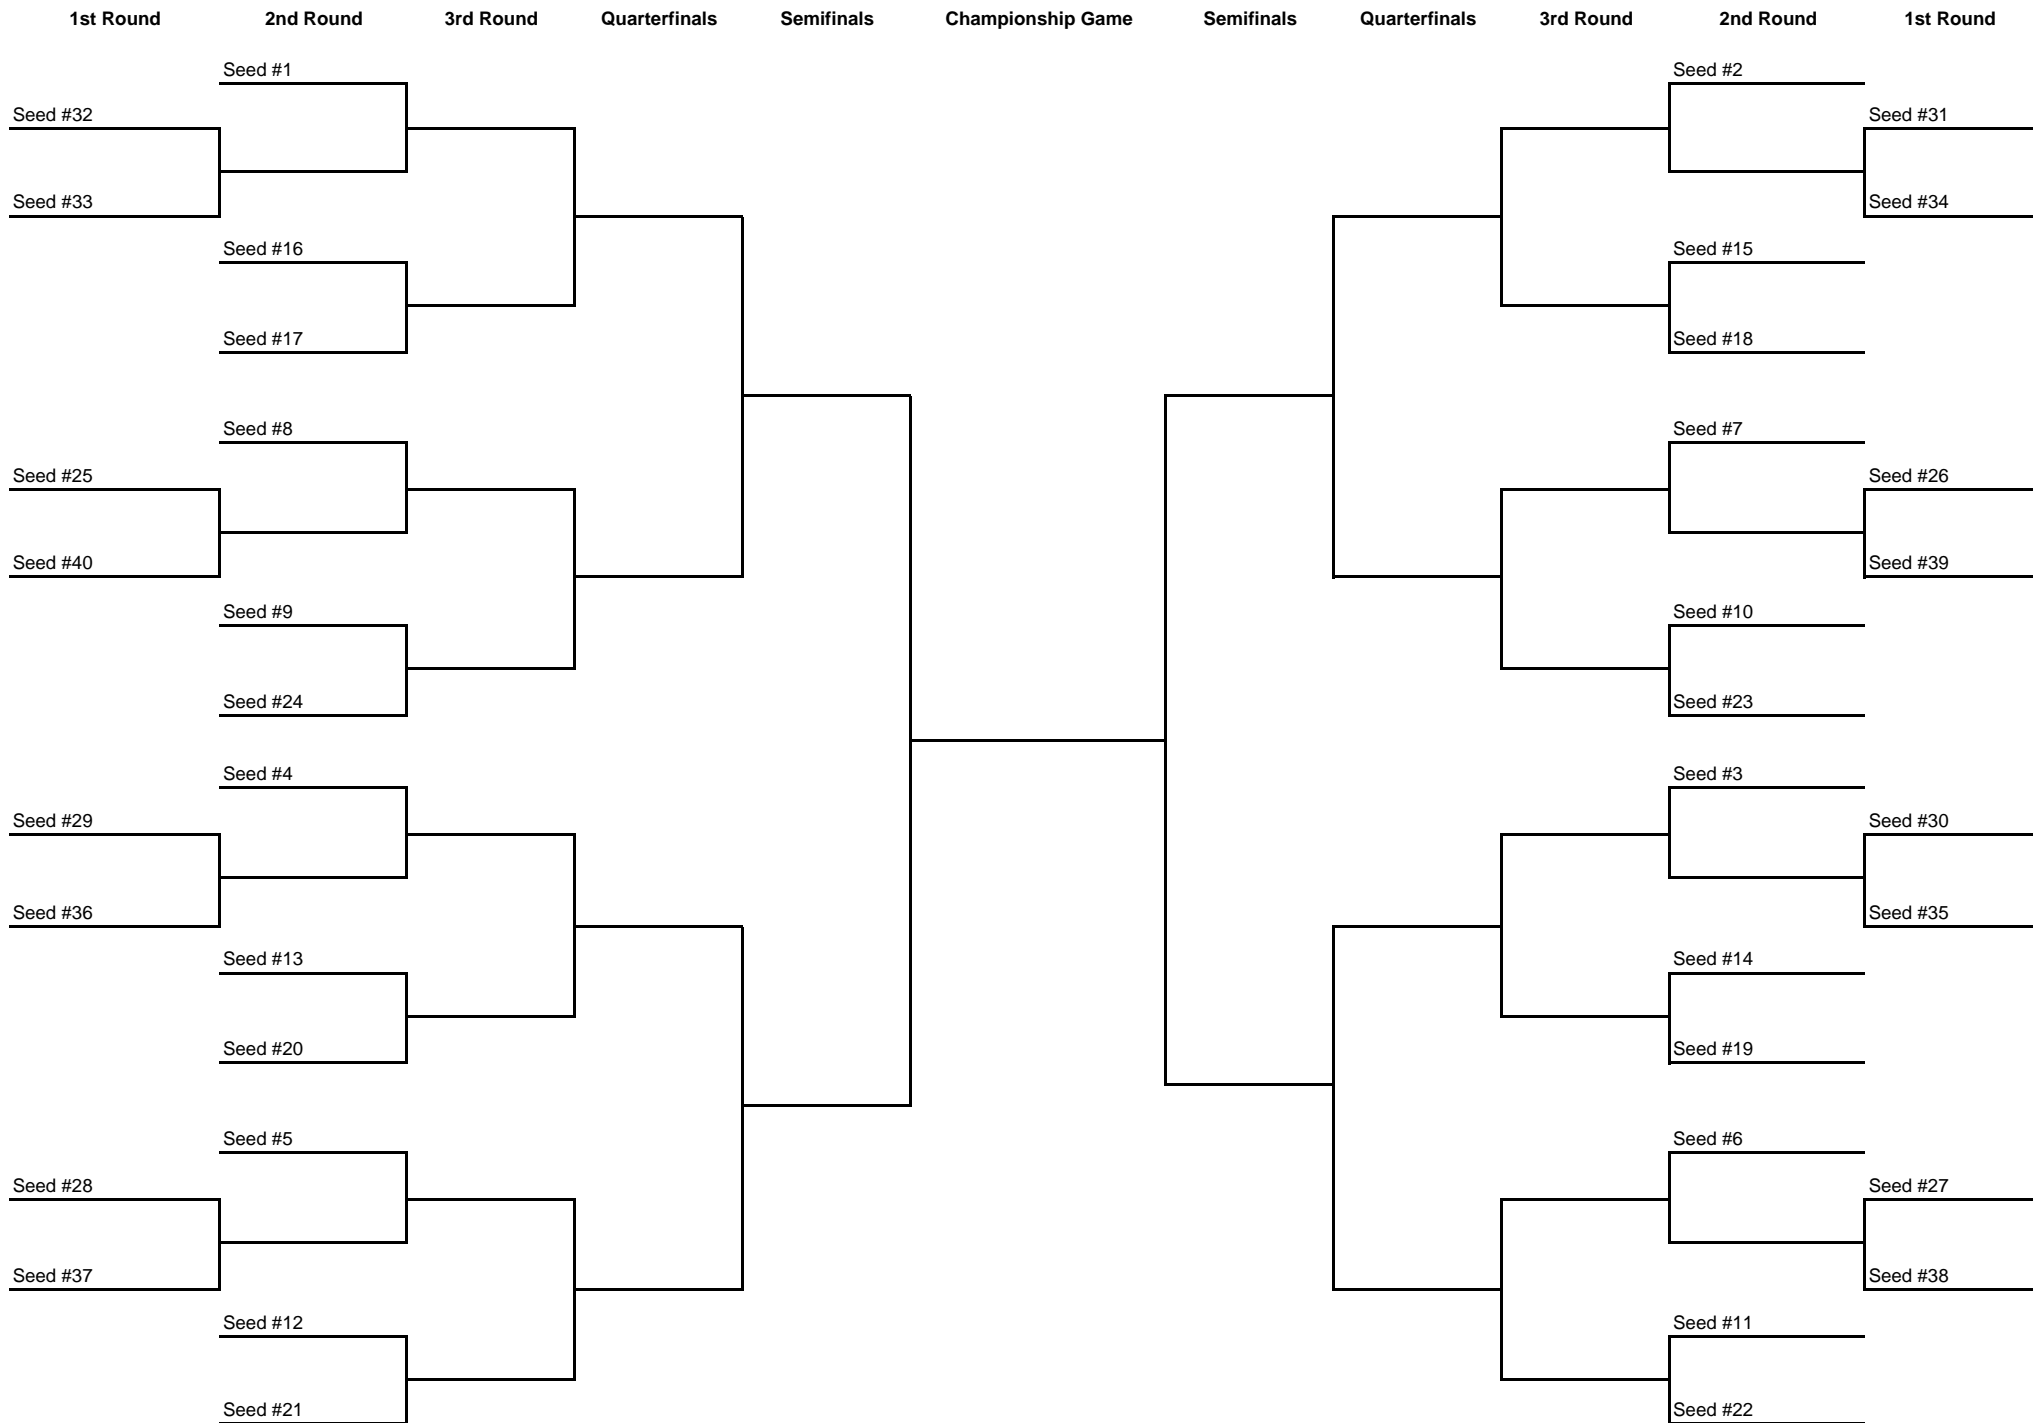 1st Round 2nd Round 3rd Round Quarterfinals Semifinals Championship Game Semifinals Quarterfinals 3rd Round 2nd Round 1st Round
Seed #1 Seed #2
Seed #32 Seed #31
Seed #33 Seed #34
Seed #16 Seed #15
Seed #17 Seed #18
Seed #8 Seed #7
Seed #25 Seed #26
Seed #40 Seed #39
Seed #9 Seed #10
Seed #24 Seed #23
Seed #4 Seed #3
Seed #29 Seed #30
Seed #36 Seed #35
Seed #13 Seed #14
Seed #20 Seed #19
Seed #5 Seed #6
Seed #28 Seed #27
Seed #37 Seed #38
Seed #12 Seed #11
Seed #21 Seed #22